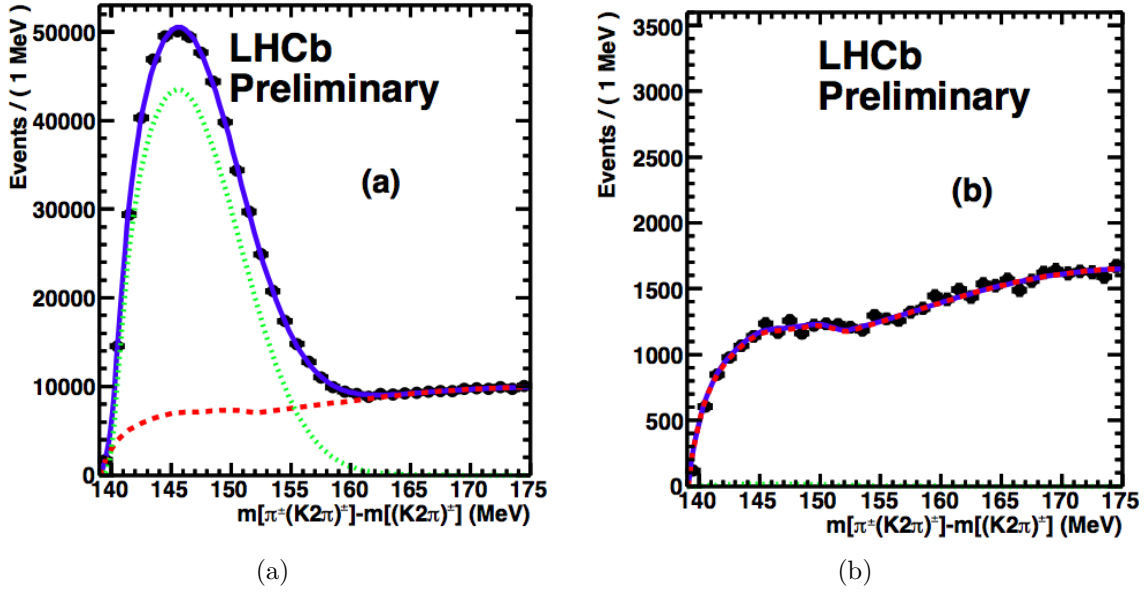 LHCb
Preliminary
(a)
Events / ( 1 MeV )
50000
40000
30000
20000
10000
0
140 145 150 155 160 165 170 175
m[π±(K2π)±]-m[(K2π)±] (MeV)
(a)
LHCb
Preliminary
(b)
Events / ( 1 MeV )
3500
3000
2500
2000
1500
1000
500
0
140 145 150 155 160 165 170 175
m[π±(K2π)±]-m[(K2π)±] (MeV)
(b)